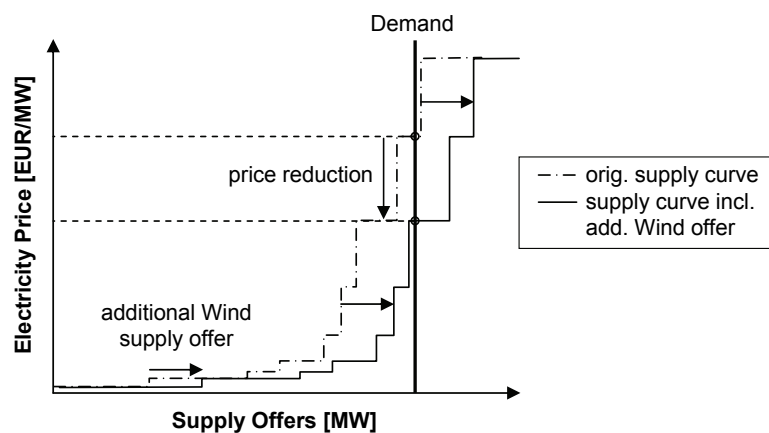 Demand
Electricity Price [EUR/MW]
price reduction
orig. supply curve
supply curve incl.
add. Wind offer
additional Wind
supply offer
Supply Offers [MW]